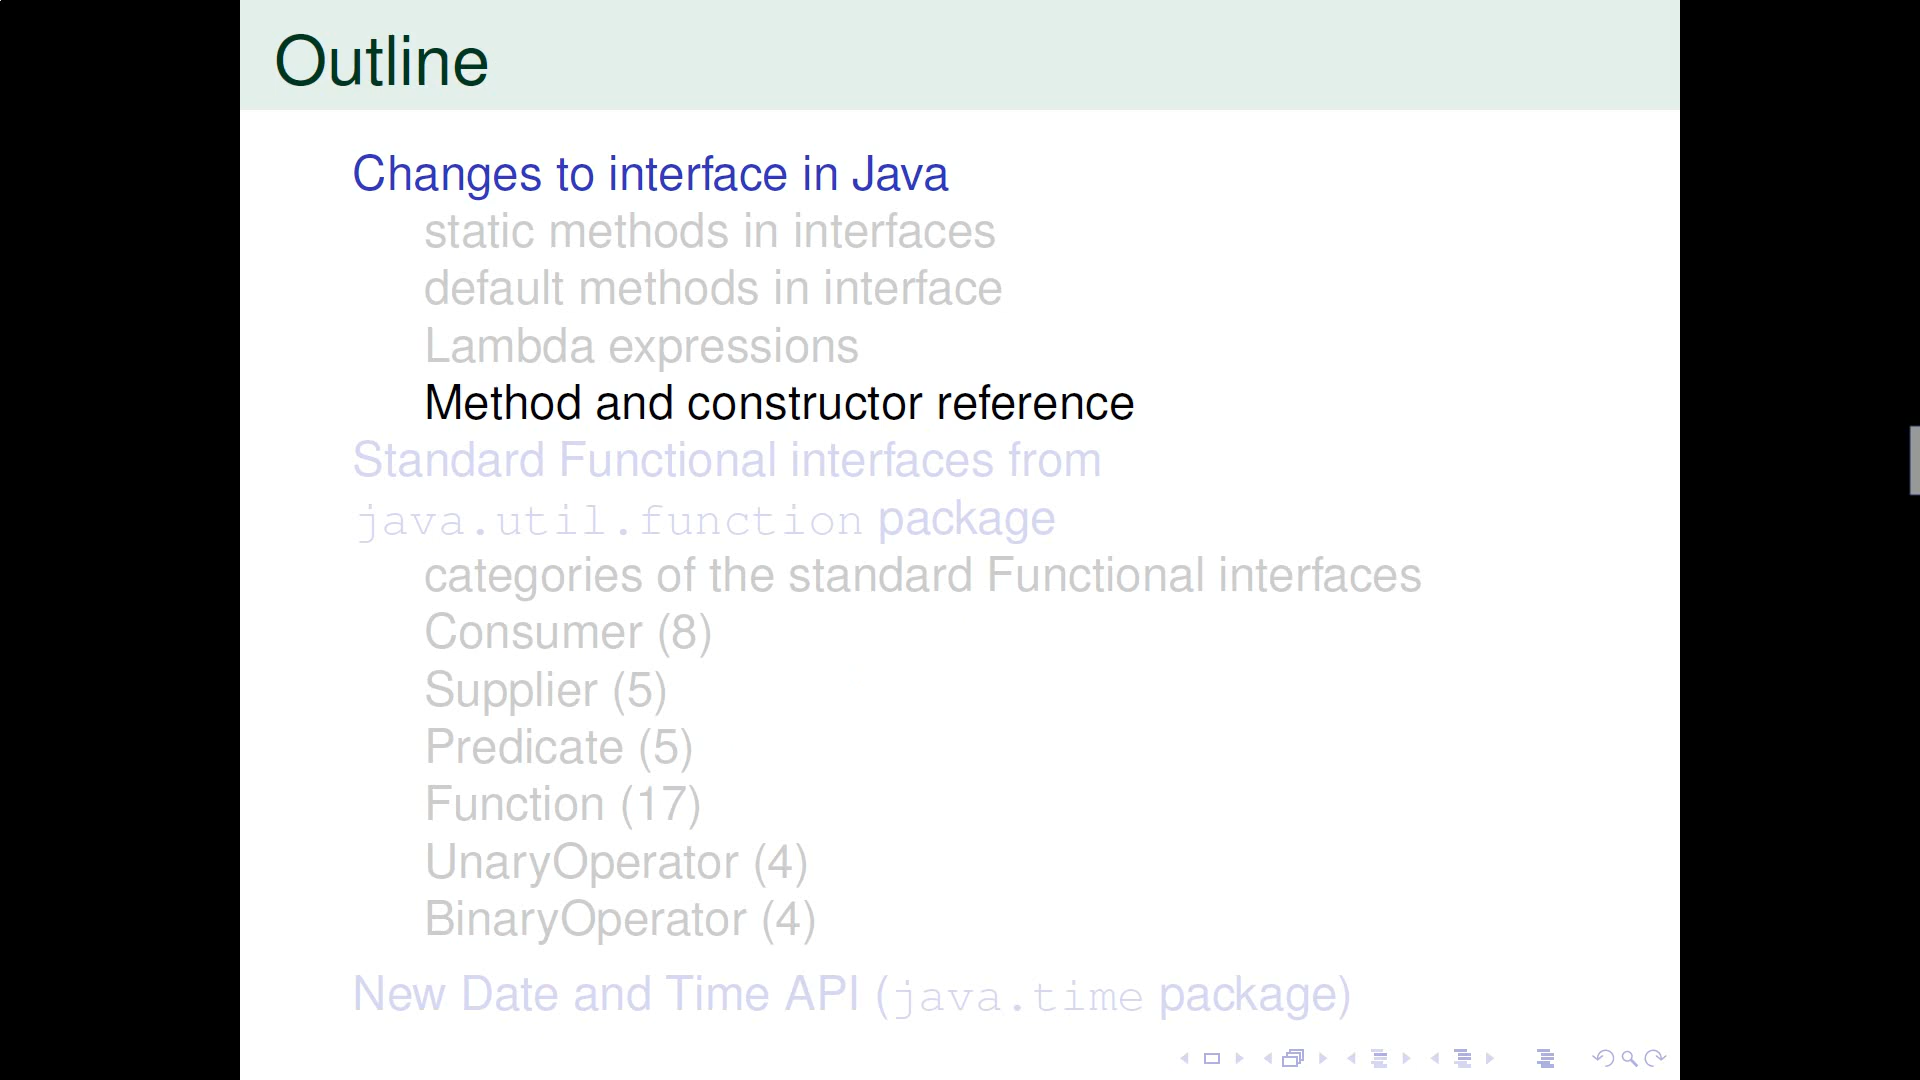 Outline
Changes to interface in Java
static methods in interfaces
default methods in interface
Lambda expressions
Method and constructor reference
Standard Functional interfaces from
java.util.function package
categories of the standard Functional interfaces
Consumer (8)
Supplier (5)
Predicate (5)
Function (17)
UnaryOperator (4)
BinaryOperator (4)
New Date and Time API (java.time package)